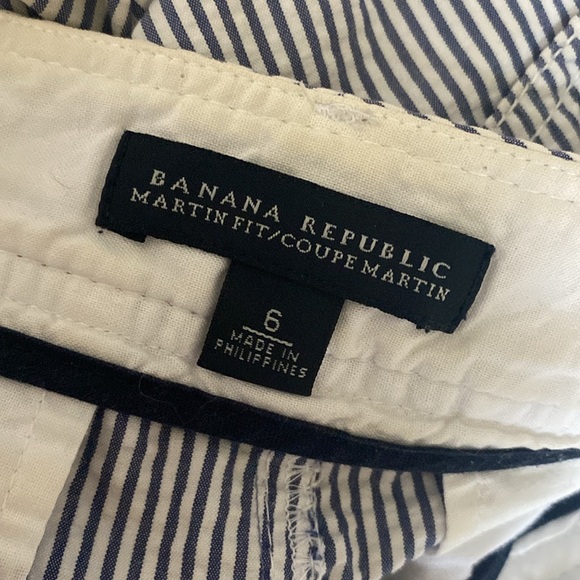 BANANA REPUBLIC
MARTIN FIT/COUPE MARTIN
6
MADE IN
PHILIPPINES